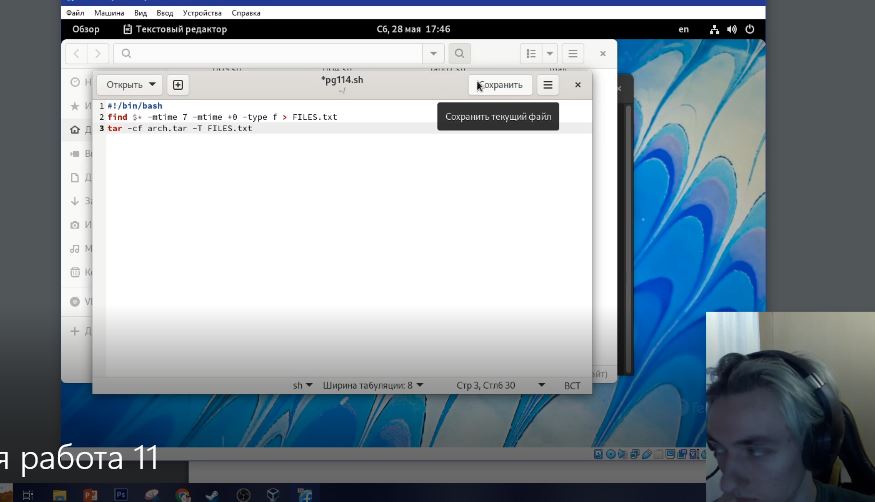 Файл Машина Вид Ввод Устройства Справка
Обзор Текстовый редактор Сб, 28 мая 17:46 en
Открыть *pg114.sh Сохранить
~/
Сохранить текущий файл
1 #!/bin/bash
2 find $* -mtime 7 -mtime +0 -type f > FILES.txt
3 tar -cf arch.tar -T FILES.txt
sh Ширина табуляции: 8 Стр 3, Стлб 30 ВСТ
я работа 11